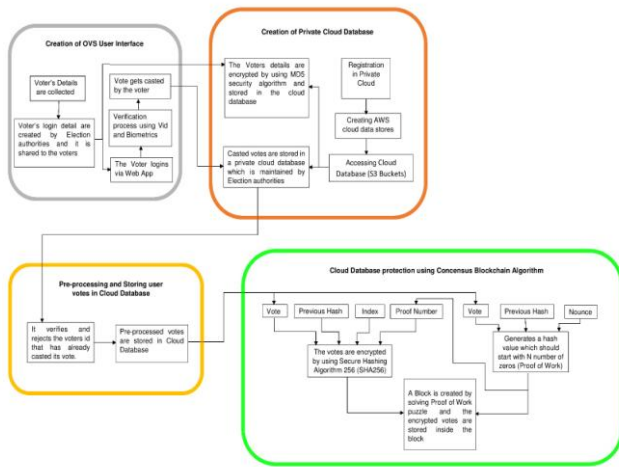 Creation of OVS User Interface
Voter's Details are
collected
Voter's login detail are
created by Election
authorities and it is
shared to the voters
Vote gets casted
by the voter
Verification
process using Vid
and Biometrics
The Voter logins
via Web App
Creation of Private Cloud Database
The Voters details are
encrypted by using MD5
security algorithm and
stored in the cloud
database
Casted votes are stored in
a private cloud database
which is maintained by
Election authorities
Registration
in Private
Cloud
Creating AWS
cloud data stores
Accessing Cloud
Database (S3 Buckets)
Pre-processing and Storing user
votes in Cloud Database
It verifies and
rejects the voters id
that has already
casted its vote.
Pre-processed votes
are stored in Cloud
Database
Cloud Database protection using Concensus Blockchain Algorithm
Vote
Previous Hash
Index
Proof Number
The votes are encrypted
by using Secure Hashing
Algorithm 256 (SHA256)
Vote
Previous Hash
Nounce
Generates a hash
value which should
start with N number of
zeros (Proof of Work)
A Block is created by
solving Proof of Work
puzzle and the
encrypted votes are
stored inside the
block